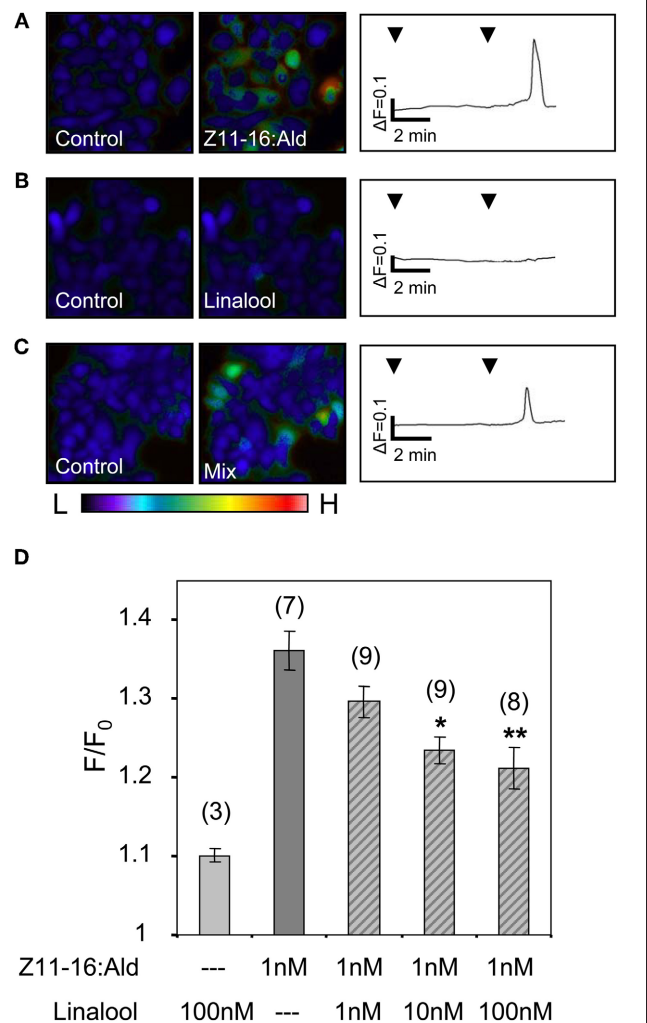 A
Control
Z11-16:Ald
ΔF=0.1
2 min
B
Control
Linalool
ΔF=0.1
2 min
C
Control
Mix
ΔF=0.1
2 min
L H
D
(7)
(9)
(9)
(8)
(3)
*
**
1.4
1.3
1.2
1.1
1
F/F0
Z11-16:Ald --- 1nM 1nM 1nM 1nM
Linalool 100nM --- 1nM 10nM 100nM